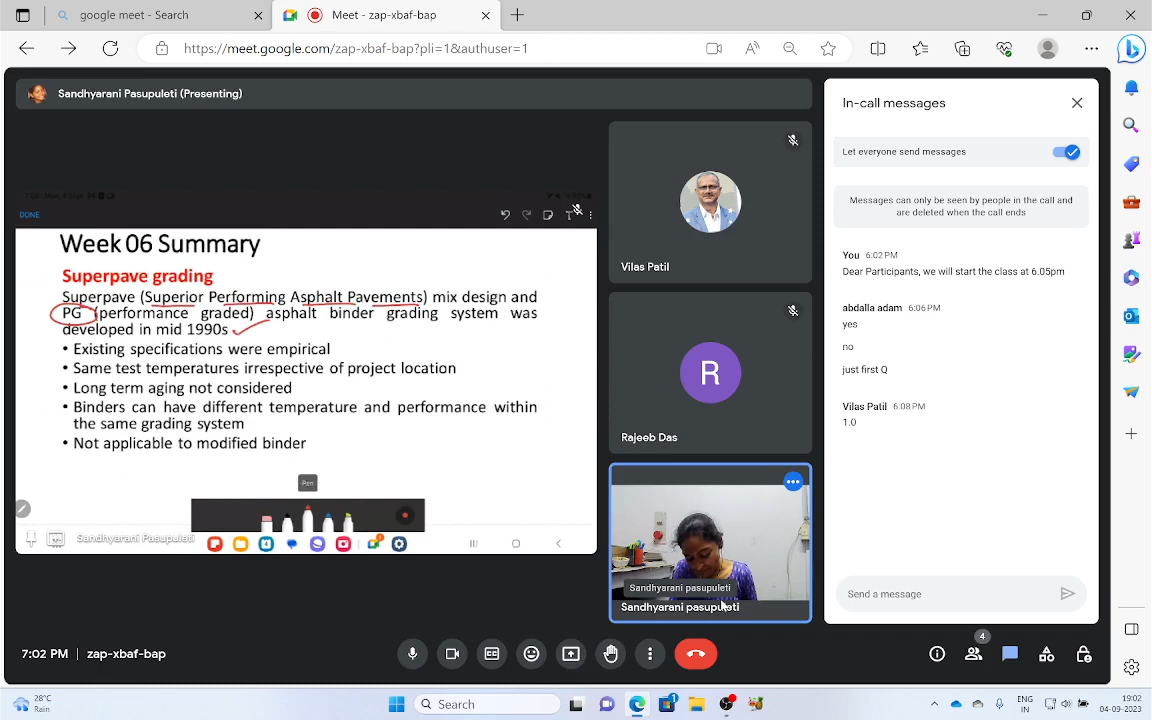 google meet - Search
Meet - zap-xbaf-bap
https://meet.google.com/zap-xbaf-bap?pli=1&authuser=1
Sandhyarani Pasupuleti (Presenting)
DONE
Week 06 Summary
Superpave grading
Superpave (Superior Performing Asphalt Pavements) mix design and
PG (performance graded) asphalt binder grading system was
developed in mid 1990s
• Existing specifications were empirical
• Same test temperatures irrespective of project location
• Long term aging not considered
• Binders can have different temperature and performance within
the same grading system
• Not applicable to modified binder
Pen
Sandhyarani Pasupuleti
Vilas Patil
R
Rajeeb Das
Sandhyarani pasupuleti
Sandhyarani pasupuleti
In-call messages
Let everyone send messages
Messages can only be seen by people in the call and
are deleted when the call ends
You 6:02 PM
Dear Participants, we will start the class at 6.05pm
abdalla adam 6:06 PM
yes
no
just first Q
Vilas Patil 6:08 PM
1.0
Send a message
7:02 PM zap-xbaf-bap
4
28°C
Rain
Search
1
ENG
IN
19:02
04-09-2023